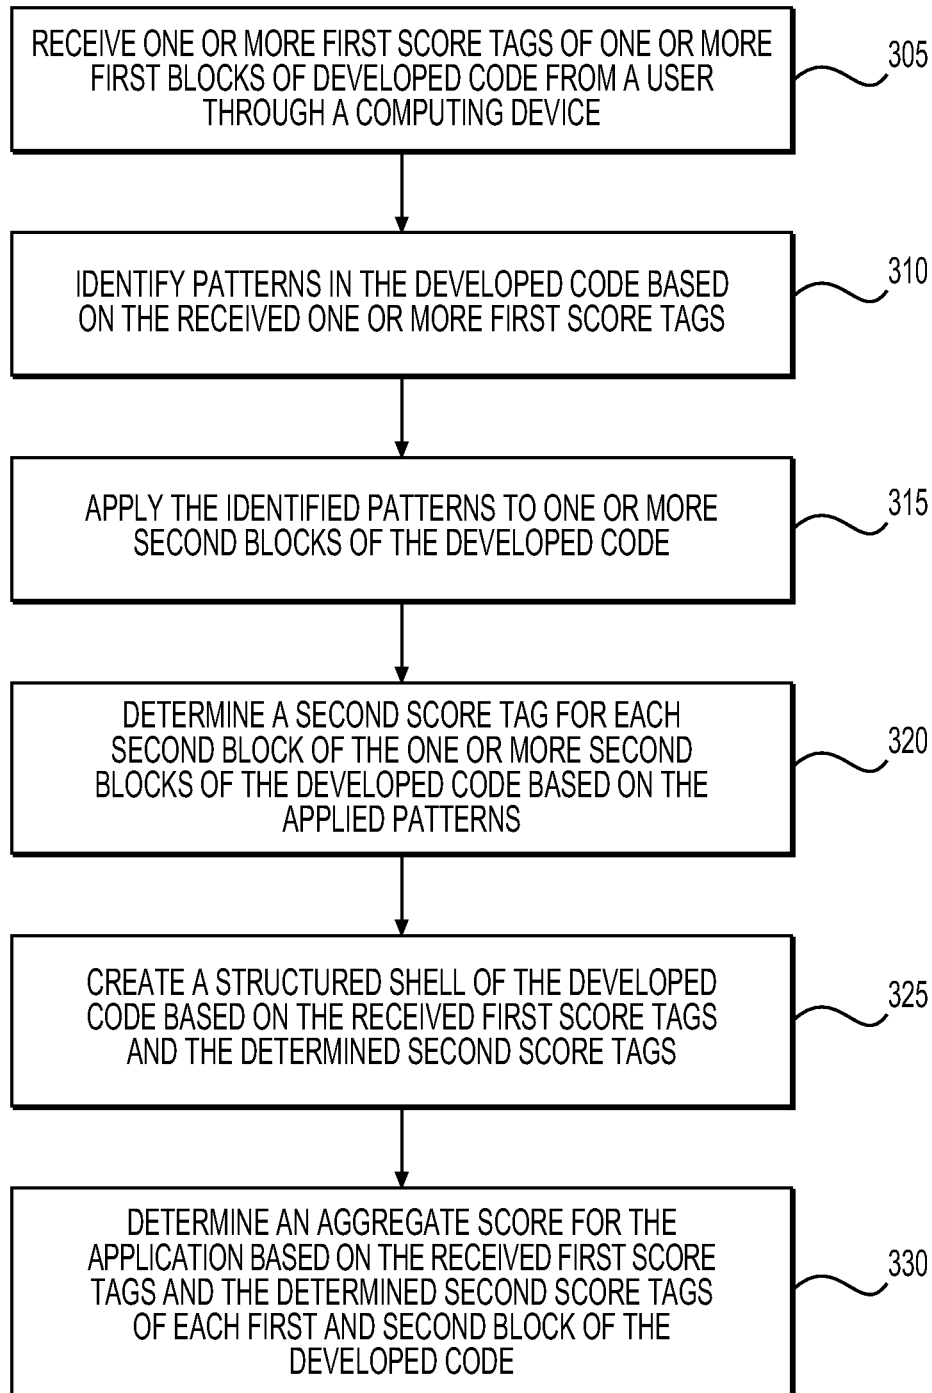 RECEIVE ONE OR MORE FIRST SCORE TAGS OF ONE OR MORE
FIRST BLOCKS OF DEVELOPED CODE FROM A USER
THROUGH A COMPUTING DEVICE
305
IDENTIFY PATTERNS IN THE DEVELOPED CODE BASED
ON THE RECEIVED ONE OR MORE FIRST SCORE TAGS
310
APPLY THE IDENTIFIED PATTERNS TO ONE OR MORE
SECOND BLOCKS OF THE DEVELOPED CODE
315
DETERMINE A SECOND SCORE TAG FOR EACH
SECOND BLOCK OF THE ONE OR MORE SECOND
BLOCKS OF THE DEVELOPED CODE BASED ON THE
APPLIED PATTERNS
320
CREATE A STRUCTURED SHELL OF THE DEVELOPED
CODE BASED ON THE RECEIVED FIRST SCORE TAGS
AND THE DETERMINED SECOND SCORE TAGS
325
DETERMINE AN AGGREGATE SCORE FOR THE
APPLICATION BASED ON THE RECEIVED FIRST SCORE
TAGS AND THE DETERMINED SECOND SCORE TAGS
OF EACH FIRST AND SECOND BLOCK OF THE
DEVELOPED CODE
330